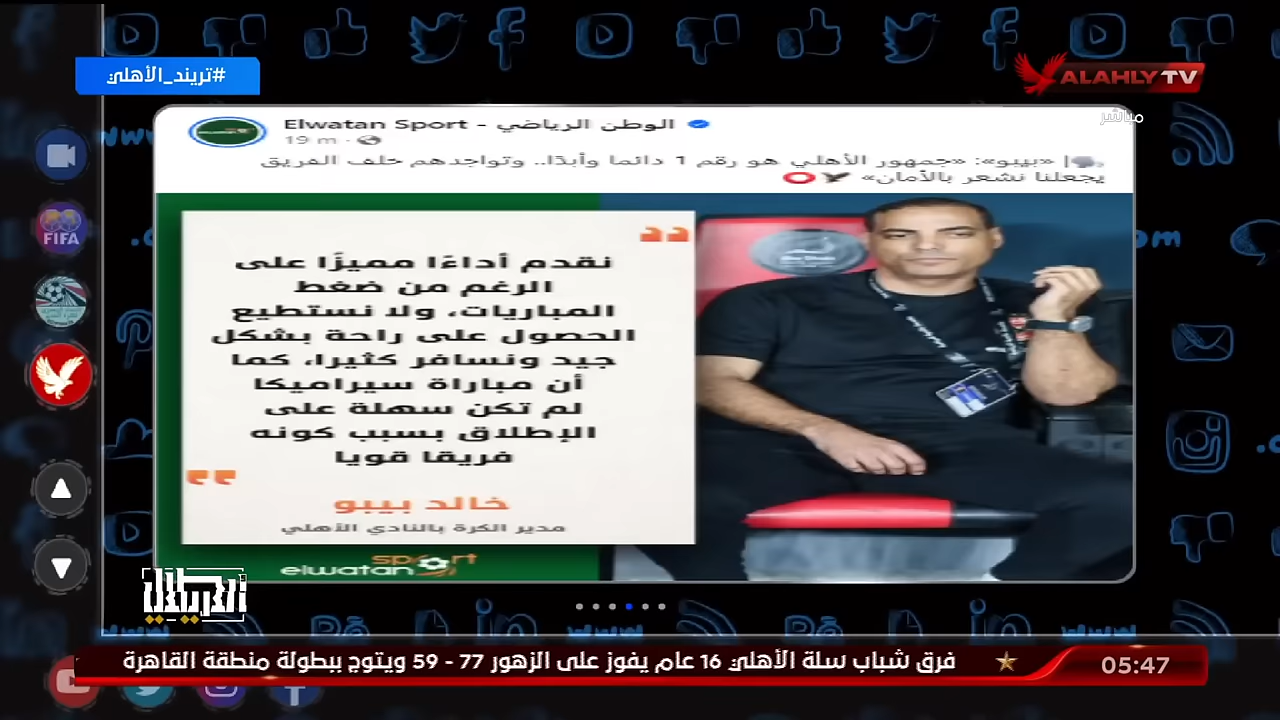 #تريند_الأهلي
ALAHLY TV
مباشر
Elwatan Sport - الوطن الرياضي
19 m
| «بيبو»: «جمهور الأهلي هو رقم 1 دائما وأبدًا.. وتواجدهم خلف الفريق
يجعلنا نشعر بالأمان»
نقدم أداءًا مميزًا على
الرغم من ضغط
المباريات، ولا نستطيع
الحصول على راحة بشكل
جيد ونسافر كثيرا، كما
أن مباراة سيراميكا
لم تكن سهلة على
الإطلاق بسبب كونه
فريقا قويا
خالد بيبو
مدير الكرة بالنادي الأهلي
sport
elwatan
FIFA
فرق شباب سلة الأهلي 16 عام يفوز على الزهور 77 - 59 ويتوج ببطولة منطقة القاهرة
05:47